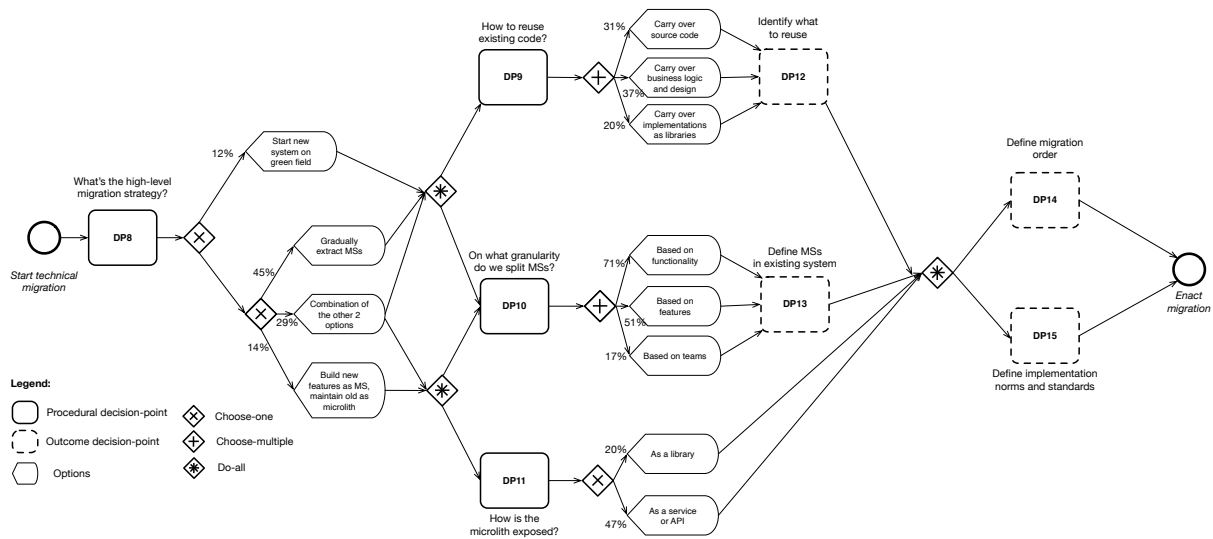 What's the high-level
migration strategy?
DP8
Start technical
migration
12%
Start new
system on
green field
45%
Gradually
extract MSs
29%
Combination of
the other 2
options
14%
Build new
features as MS,
maintain old as
microlith
How to reuse
existing code?
DP9
31%
Carry over
source code
37%
Carry over
business logic
and design
20%
Carry over
implementations
as libraries
Identify what
to reuse
DP12
On what granularity
do we split MSs?
DP10
71%
Based on
functionality
51%
Based on
features
17%
Based on teams
Define MSs
in existing system
DP13
DP11
How is the
microlith exposed?
20%
As a library
47%
As a service
or API
Define migration
order
DP14
DP15
Define implementation
norms and standards
Enact
migration
Legend:
Procedural decision-point
Outcome decision-point
Options
Choose-one
Choose-multiple
Do-all